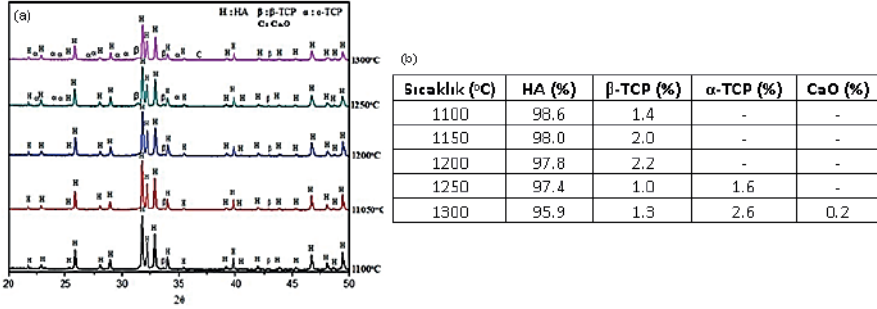 (a)
H:HA β:β-TCP α:α-TCP
C:CaO
1300°C
1250°C
1200°C
11050°C
1100°C
20 25 30 35 40 45 50
2θ
(b)
Sıcaklık (°C) HA (%) β-TCP (%) α-TCP (%) CaO (%)
1100 98.6 1.4 - -
1150 98.0 2.0 - -
1200 97.8 2.2 - -
1250 97.4 1.0 1.6 -
1300 95.9 1.3 2.6 0.2